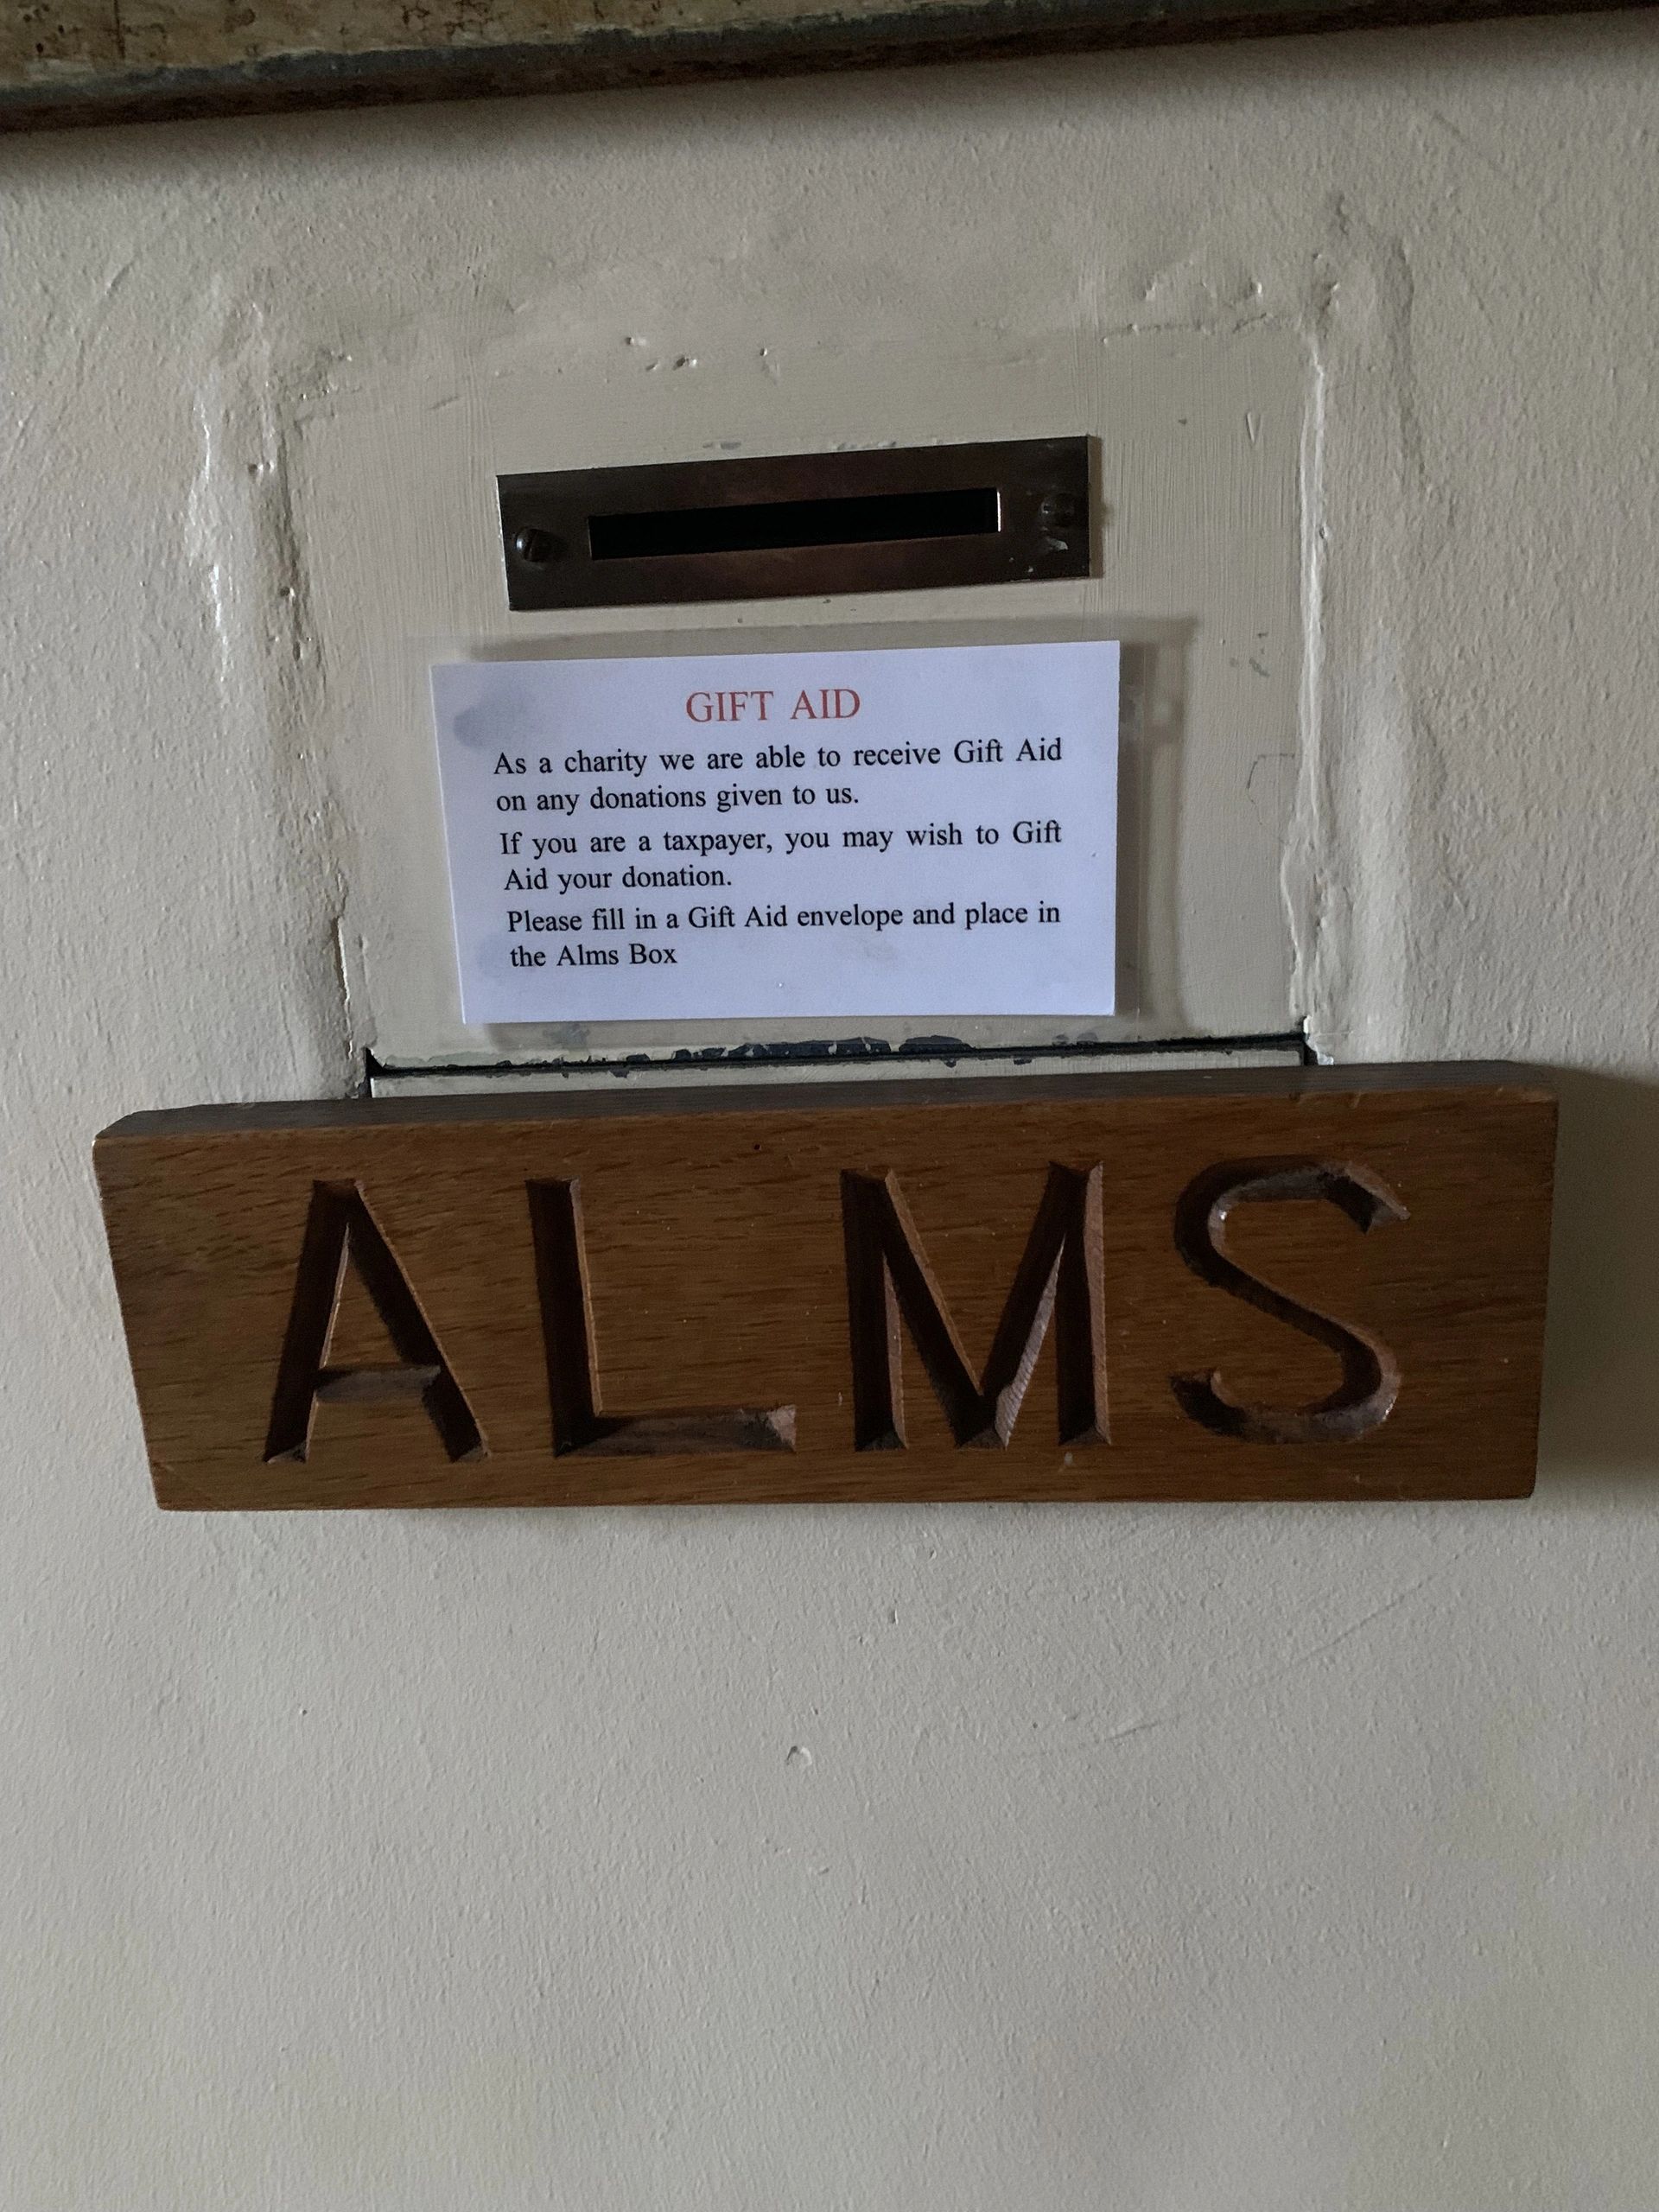 GIFT AID
As a charity we are able to receive Gift Aid
on any donations given to us.
If you are a taxpayer, you may wish to Gift
Aid your donation.
Please fill in a Gift Aid envelope and place in
the Alms Box
ALMS